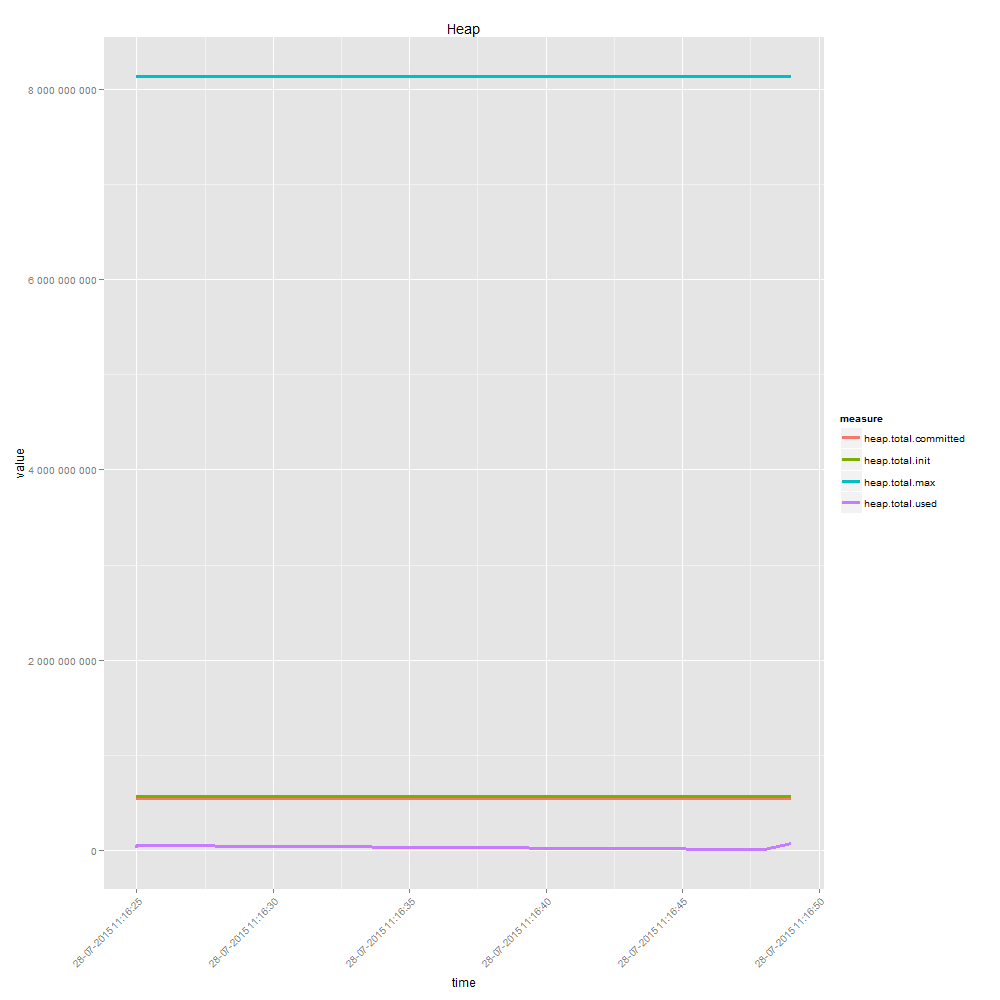 Heap
8 000 000 000
6 000 000 000
4 000 000 000
2 000 000 000
0
value
28-07-2015 11:16:25
28-07-2015 11:16:30
28-07-2015 11:16:35
28-07-2015 11:16:40
28-07-2015 11:16:45
28-07-2015 11:16:50
time
measure
heap.total.committed
heap.total.init
heap.total.max
heap.total.used